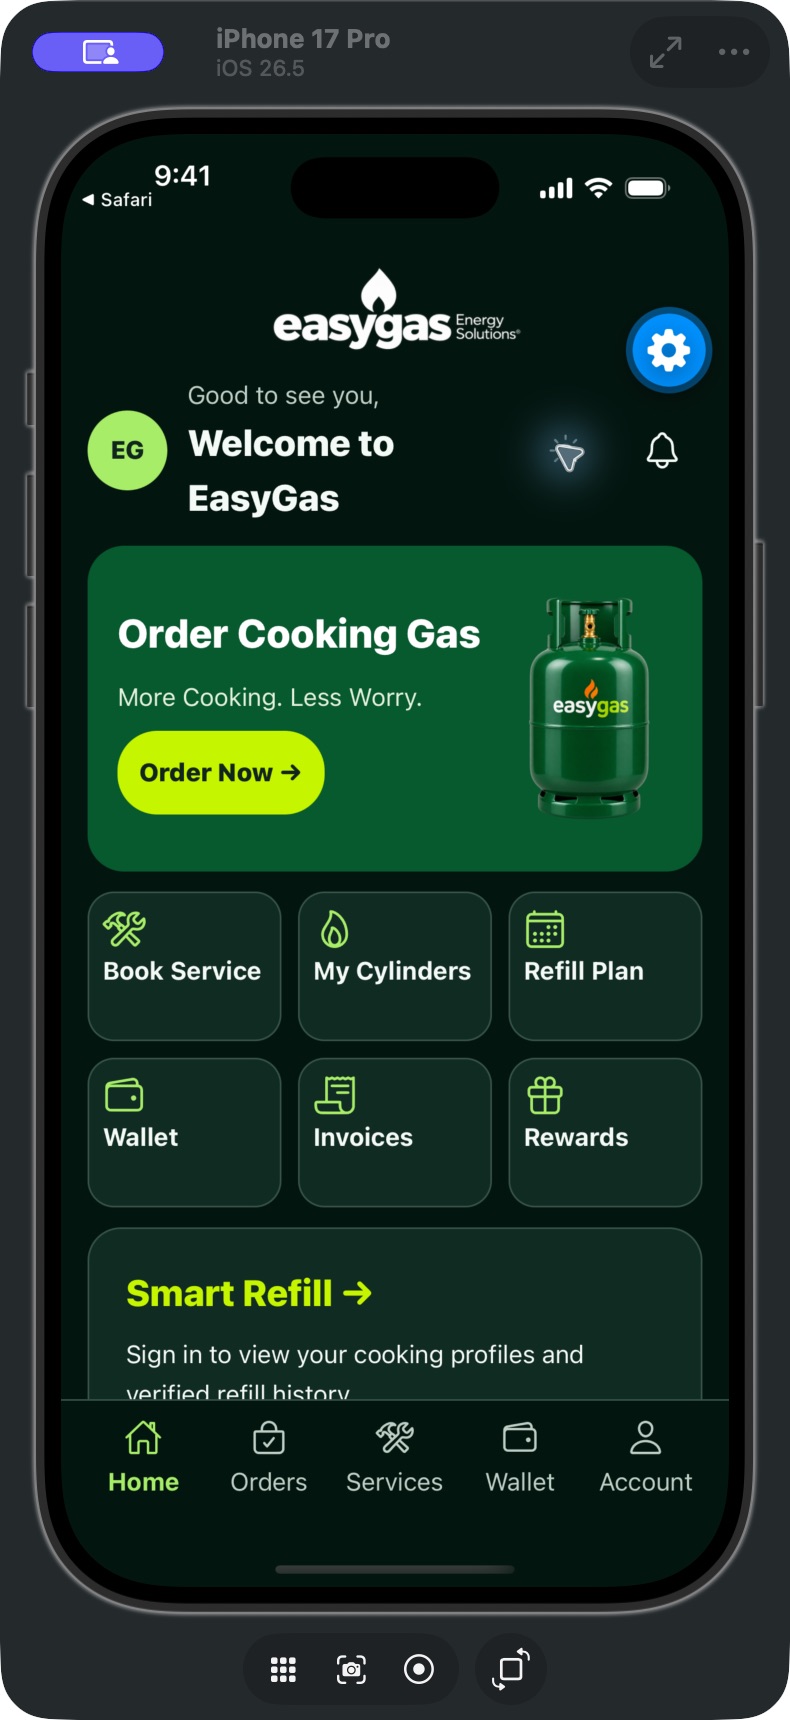 iPhone 17 Pro
iOS 26.5
9:41
◀ Safari
easygas Energy Solutions®
Good to see you,
EG
Welcome to
EasyGas
Order Cooking Gas
More Cooking. Less Worry.
easygas
Order Now →
Book Service
My Cylinders
Refill Plan
Wallet
Invoices
Rewards
Smart Refill →
Sign in to view your cooking profiles and
verified refill history
Home
Orders
Services
Wallet
Account